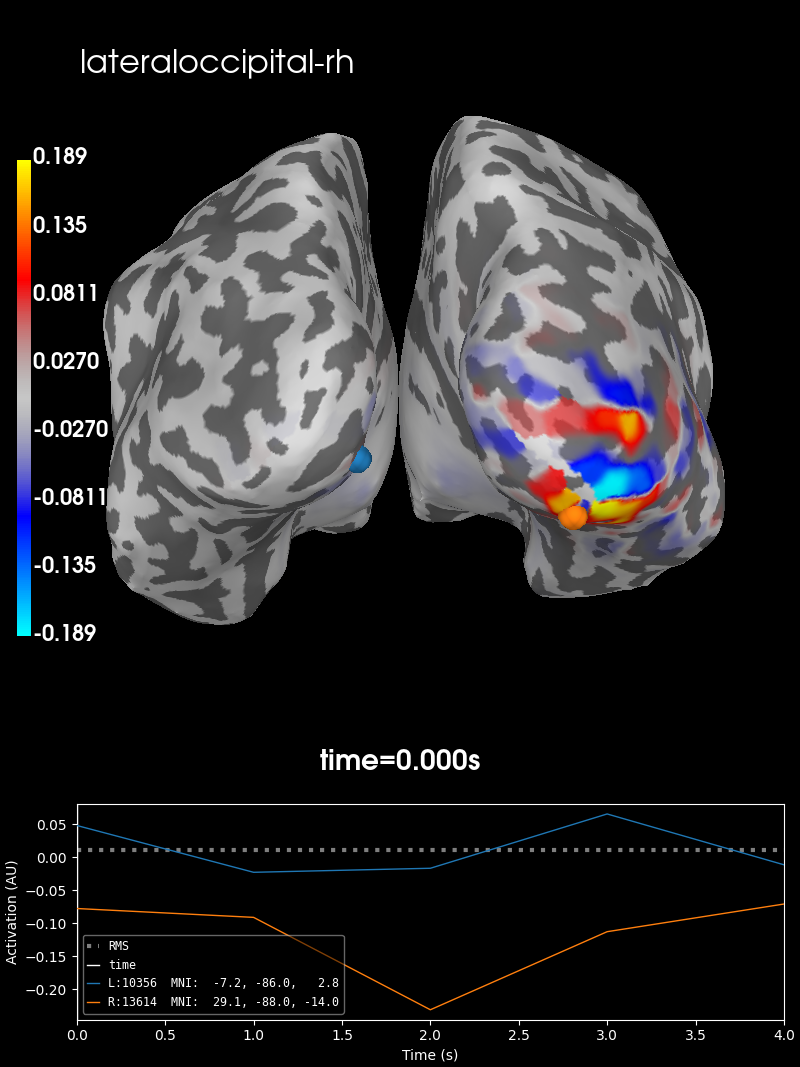 lateraloccipital-rh
0.189
0.135
0.0811
0.0270
-0.0270
-0.0811
-0.135
-0.189
time=0.000s
0.05
0.00
−0.05
−0.10
−0.15
−0.20
Activation (AU)
RMS
time
L:10356 MNI: -7.2, -86.0, 2.8
R:13614 MNI: 29.1, -88.0, -14.0
0.0 0.5 1.0 1.5 2.0 2.5 3.0 3.5 4.0
Time (s)